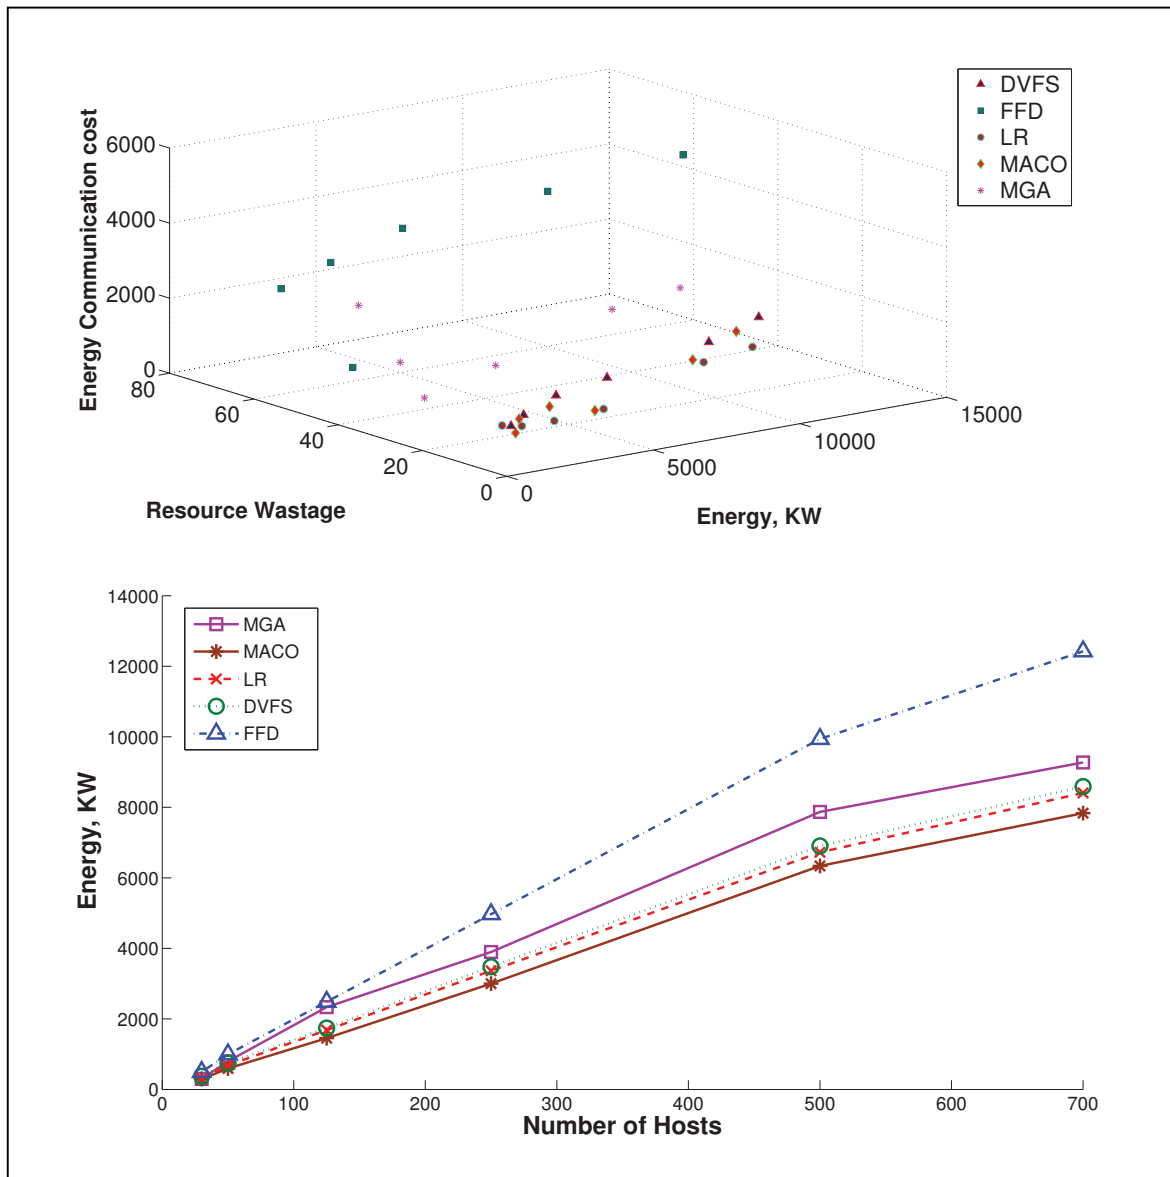 DVFS
FFD
LR
MACO
MGA
Energy Communication cost
6000
4000
2000
0
80
60
40
20
0
0
5000
10000
15000
Resource Wastage
Energy, KW
14000
12000
10000
8000
6000
4000
2000
0
MGA
MACO
LR
DVFS
FFD
Energy, KW
0 100 200 300 400 500 600 700
Number of Hosts